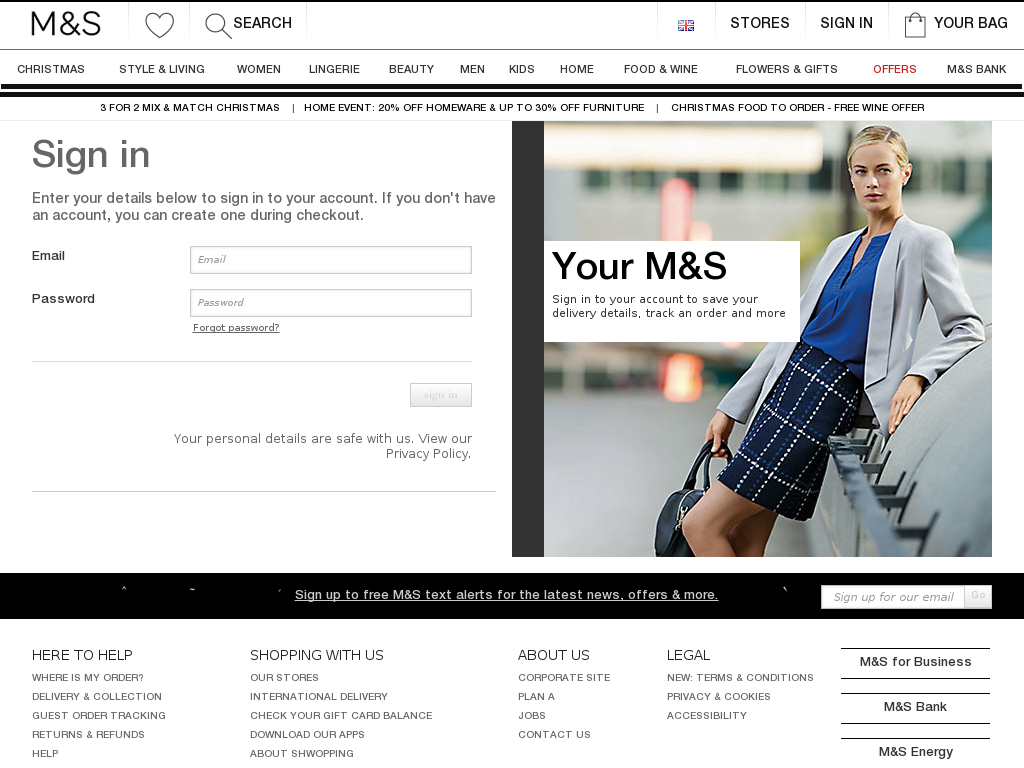 M&S
SEARCH
STORES
SIGN IN
YOUR BAG
CHRISTMAS
STYLE & LIVING
WOMEN
LINGERIE
BEAUTY
MEN
KIDS
HOME
FOOD & WINE
FLOWERS & GIFTS
OFFERS
M&S BANK
3 FOR 2 MIX & MATCH CHRISTMAS | HOME EVENT: 20% OFF HOMEWARE & UP TO 30% OFF FURNITURE | CHRISTMAS FOOD TO ORDER - FREE WINE OFFER
Sign in
Enter your details below to sign in to your account. If you don't have
an account, you can create one during checkout.
Email
Email
Password
Password
Forgot password?
sign in
Your personal details are safe with us. View our
Privacy Policy.
Your M&S
Sign in to your account to save your
delivery details, track an order and more
Sign up to free M&S text alerts for the latest news, offers & more.
Sign up for our email
Go
HERE TO HELP
WHERE IS MY ORDER?
DELIVERY & COLLECTION
GUEST ORDER TRACKING
RETURNS & REFUNDS
HELP
SHOPPING WITH US
OUR STORES
INTERNATIONAL DELIVERY
CHECK YOUR GIFT CARD BALANCE
DOWNLOAD OUR APPS
ABOUT SHWOPPING
ABOUT US
CORPORATE SITE
PLAN A
JOBS
CONTACT US
LEGAL
NEW: TERMS & CONDITIONS
PRIVACY & COOKIES
ACCESSIBILITY
M&S for Business
M&S Bank
M&S Energy